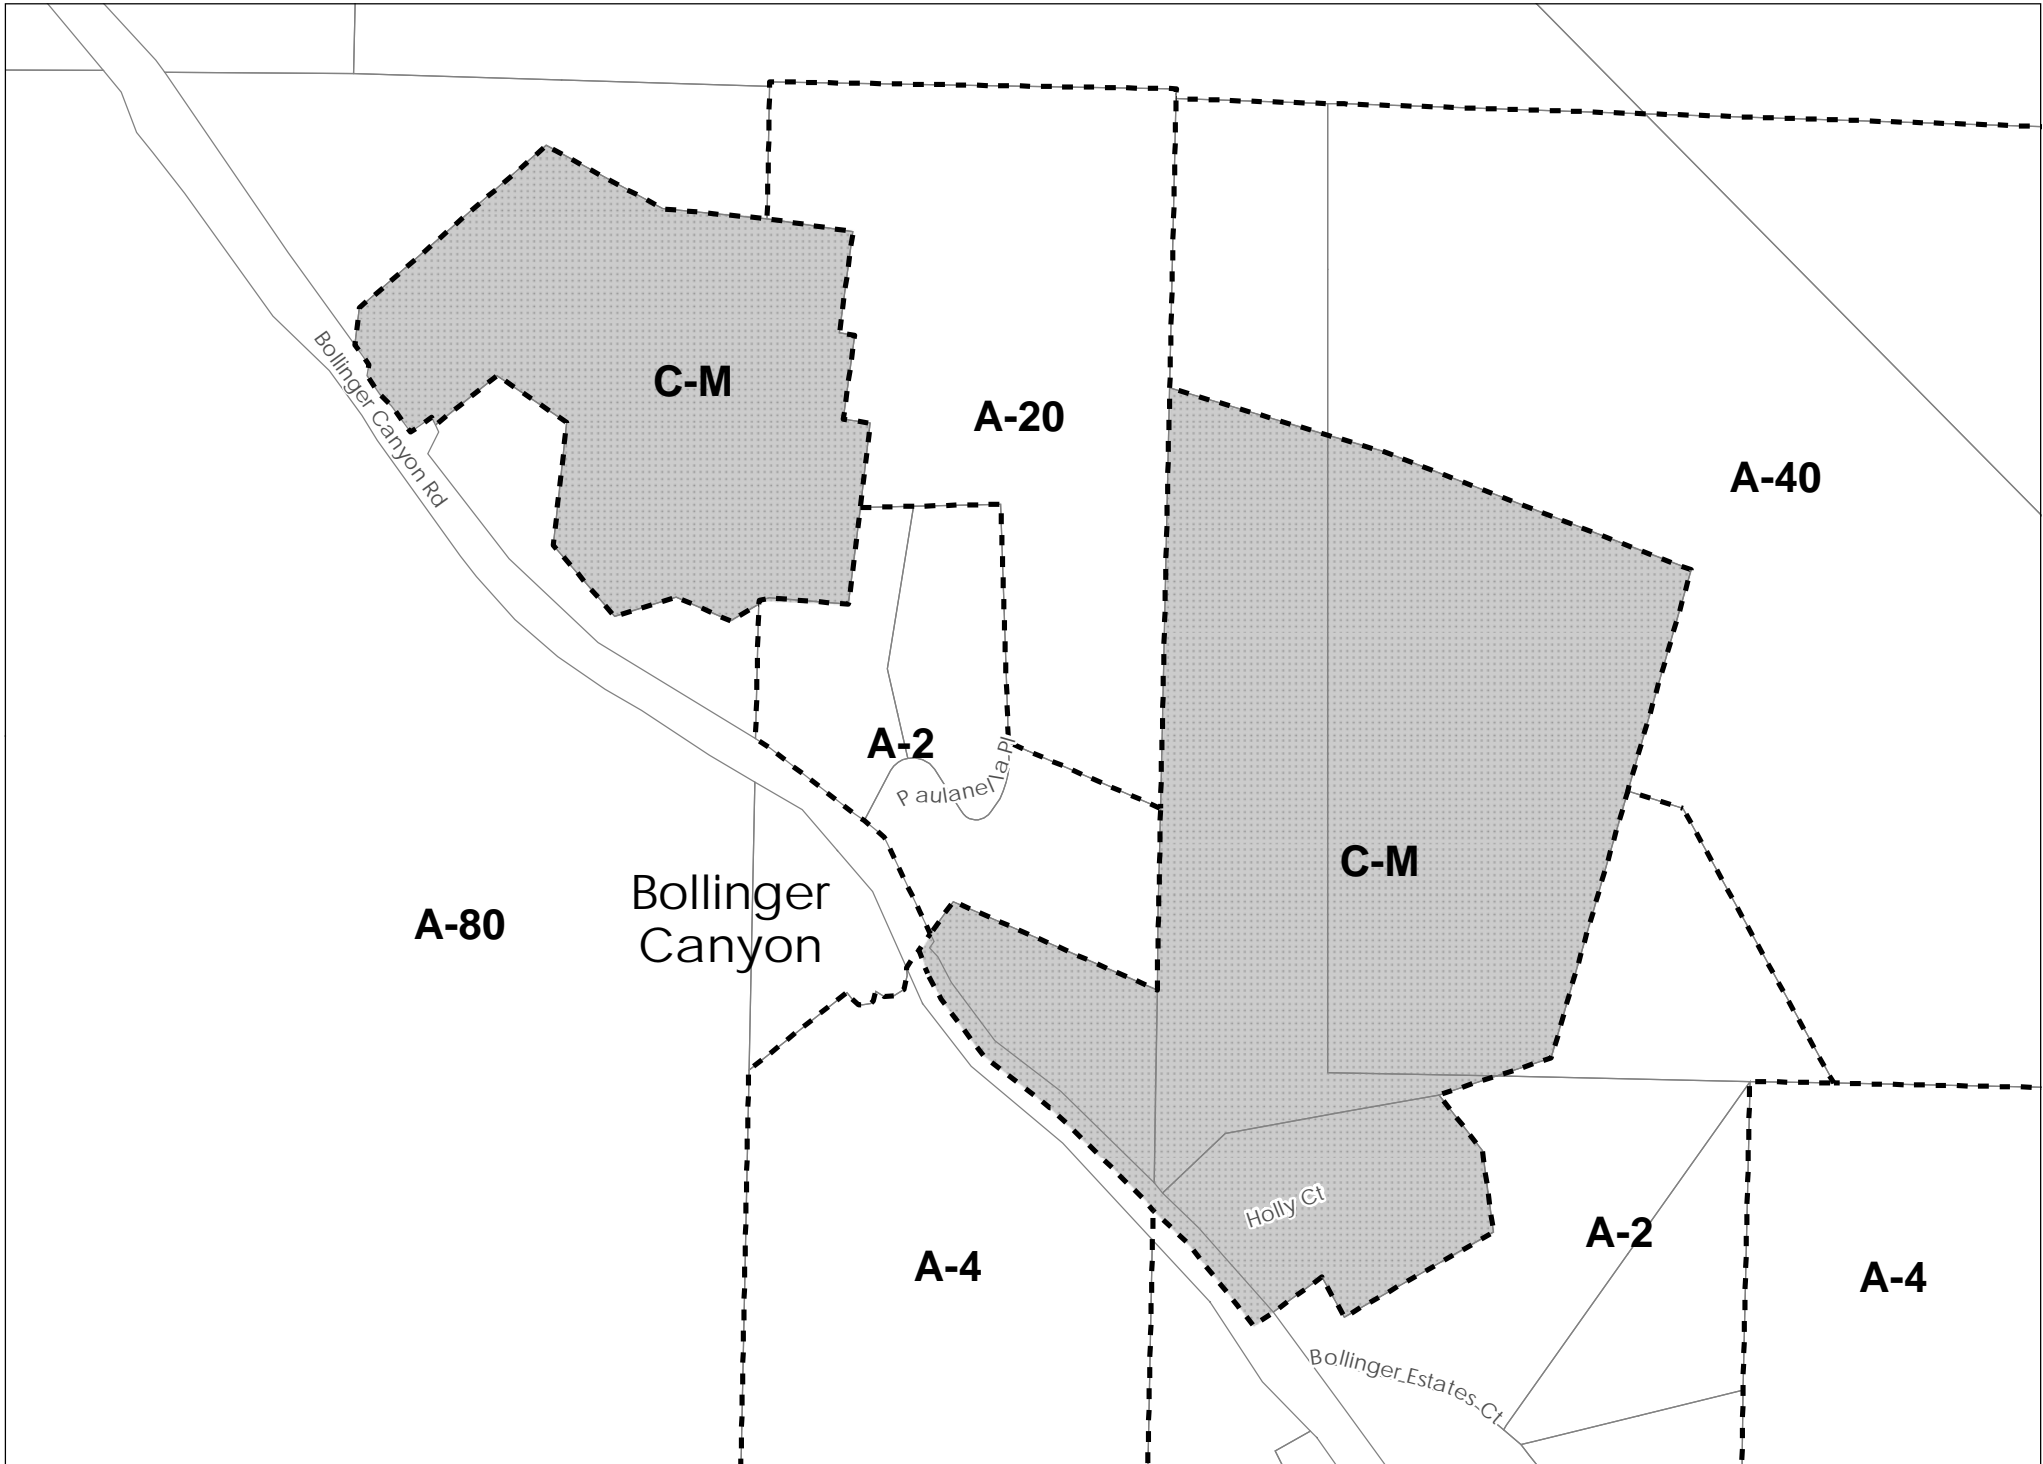 C-M
A-20
A-40
Bollinger Canyon Rd
A-2
Paulanella Pl
C-M
Bollinger
Canyon
A-80
Holly Ct
A-2
A-4
A-4
Bollinger Estates Ct